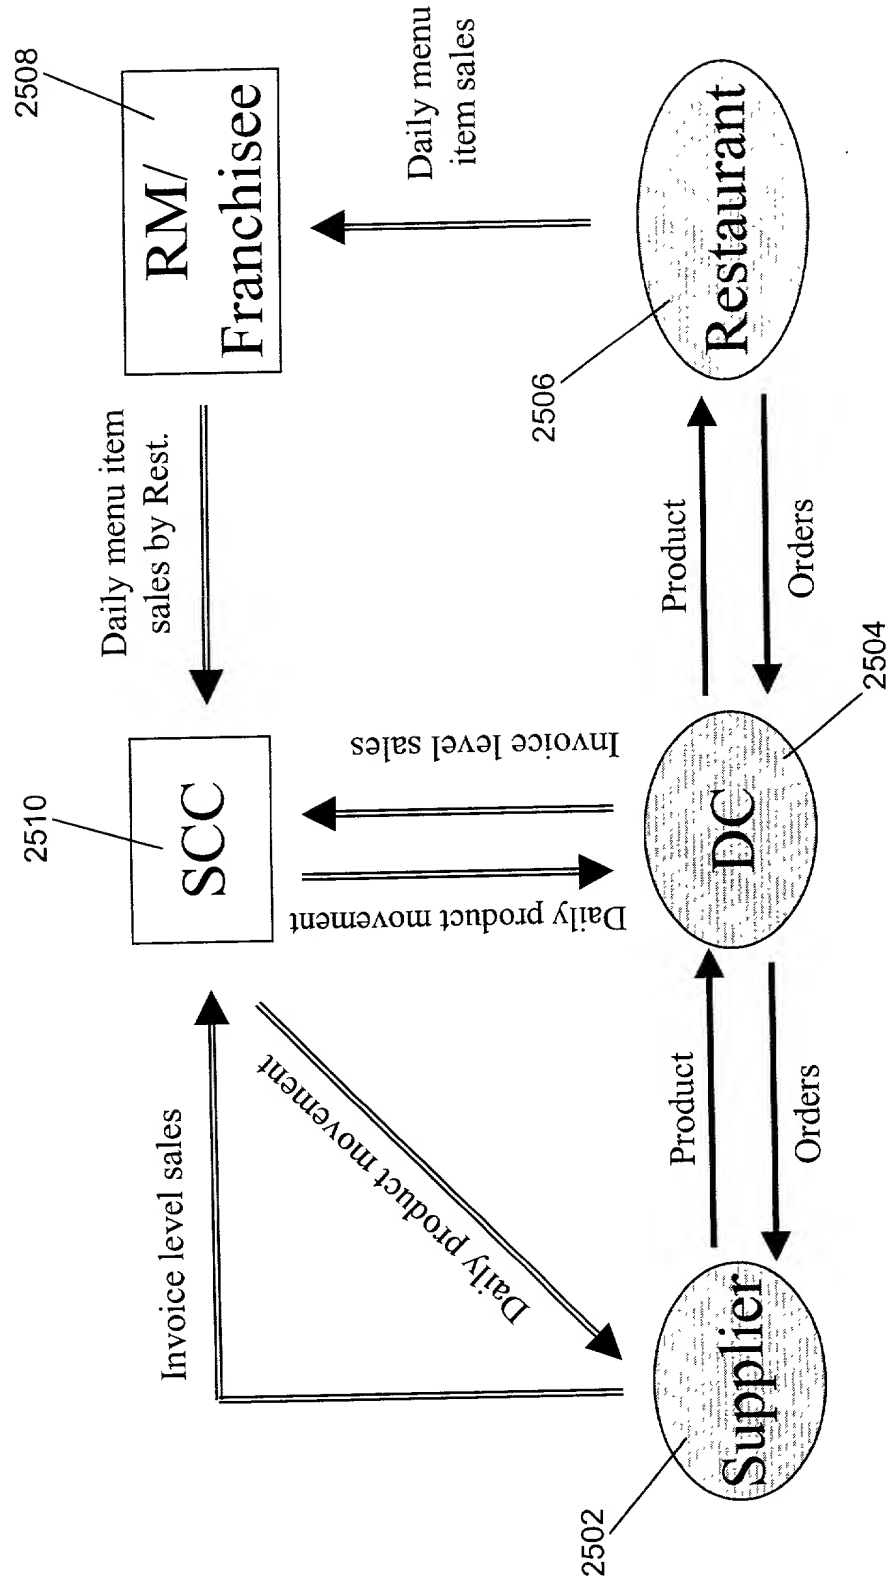 2510
2508
SCC
RM/
Franchisee
Daily menu item
sales by Rest.
Invoice level sales
Daily product movement
Daily product movement
Invoice level sales
Daily menu
item sales
2502
Supplier
Product
Orders
DC
2504
Product
Orders
2506
Restaurant